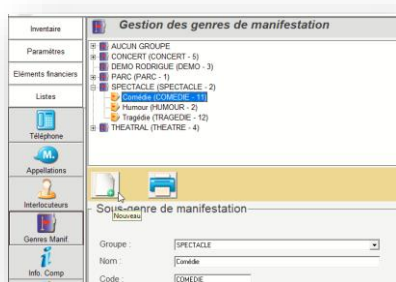 Inventaire
Paramètres
Eléments financiers
Listes
Téléphone
M.
Appellations
Interlocuteurs
Genres Manif.
Info. Comp
Gestion des genres de manifestation
AUCUN GROUPE
CONCERT (CONCERT - 5)
DEMO RODRIGUE (DEMO - 3)
PARC (PARC - 1)
SPECTACLE (SPECTACLE - 2)
Comédie (COMEDIE - 11)
Humour (HUMOUR - 2)
Tragédie (TRAGEDIE - 12)
THEATRAL (THEATRE - 4)
Nouveau
Sous-genre de manifestation
Groupe : SPECTACLE
Nom : Comédie
Code : COMEDIE